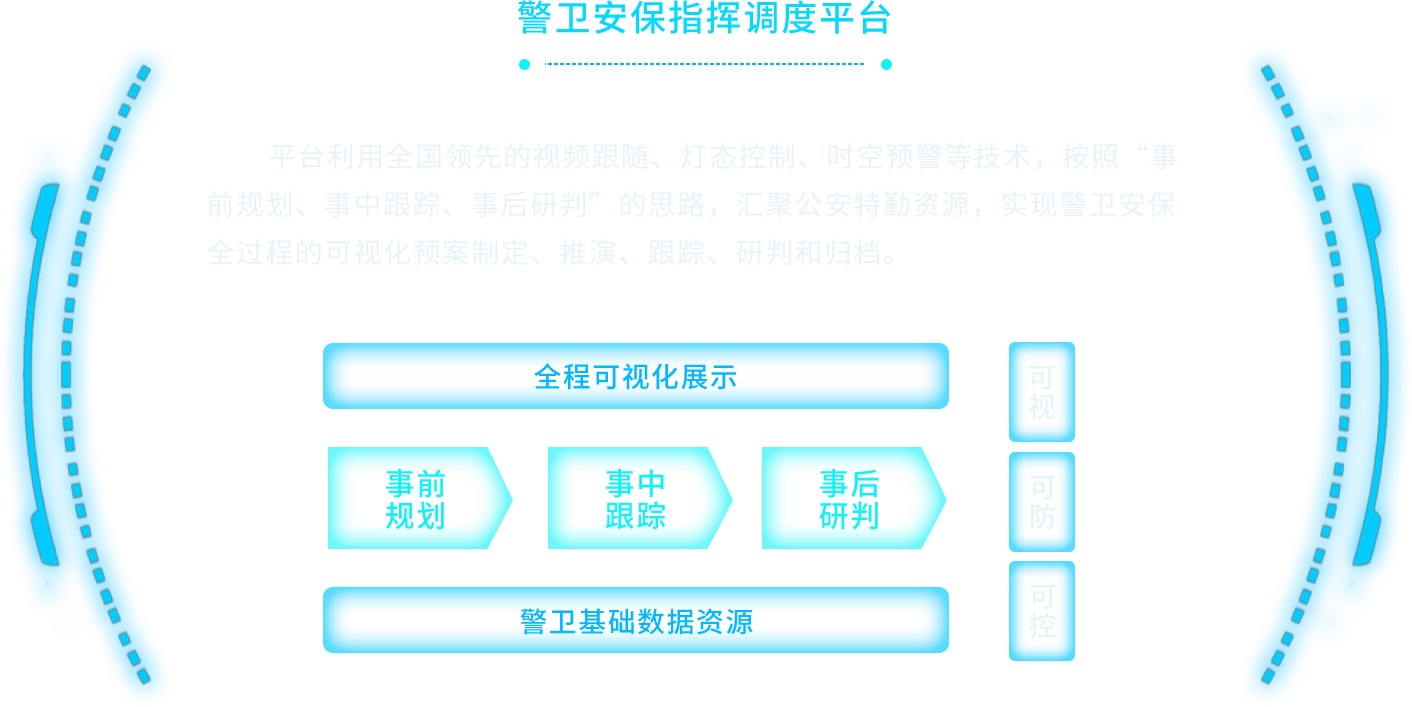 警卫安保指挥调度平台
平台利用全国领先的视频跟随、灯态控制、时空预警等技术，按照“事
前规划、事中跟踪、事后研判”的思路，汇聚公安特勤资源，实现警卫安保
全过程的可视化预案制定、推演、跟踪、研判和归档。
全程可视化展示
事前
规划
事中
跟踪
事后
研判
警卫基础数据资源
可
视
可
防
可
控